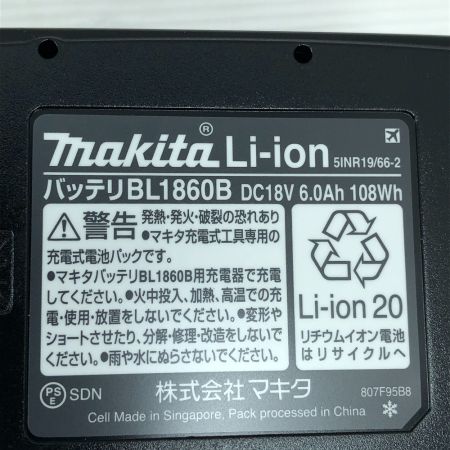 makita® Li-ion 5INR19/66-2
バッテリBL1860B DC18V 6.0Ah 108Wh
⚠警告 発熱・発火・破裂の恐れあり
●マキタ充電式工具専用の
充電式電池パックです。
●マキタバッテリBL1860B用充電器で充電
してください。●火中投入、加熱、高温での充
電・使用・放置をしないでください。●変形や
ショートさせたり、分解・修理・改造をしないで
ください。●雨や水にぬらさないでください。
Li-ion 20
リチウムイオン電池
はリサイクルへ
PS
E
SDN
株式会社 マキタ
807F95B8
Cell Made in Singapore, Pack processed in China